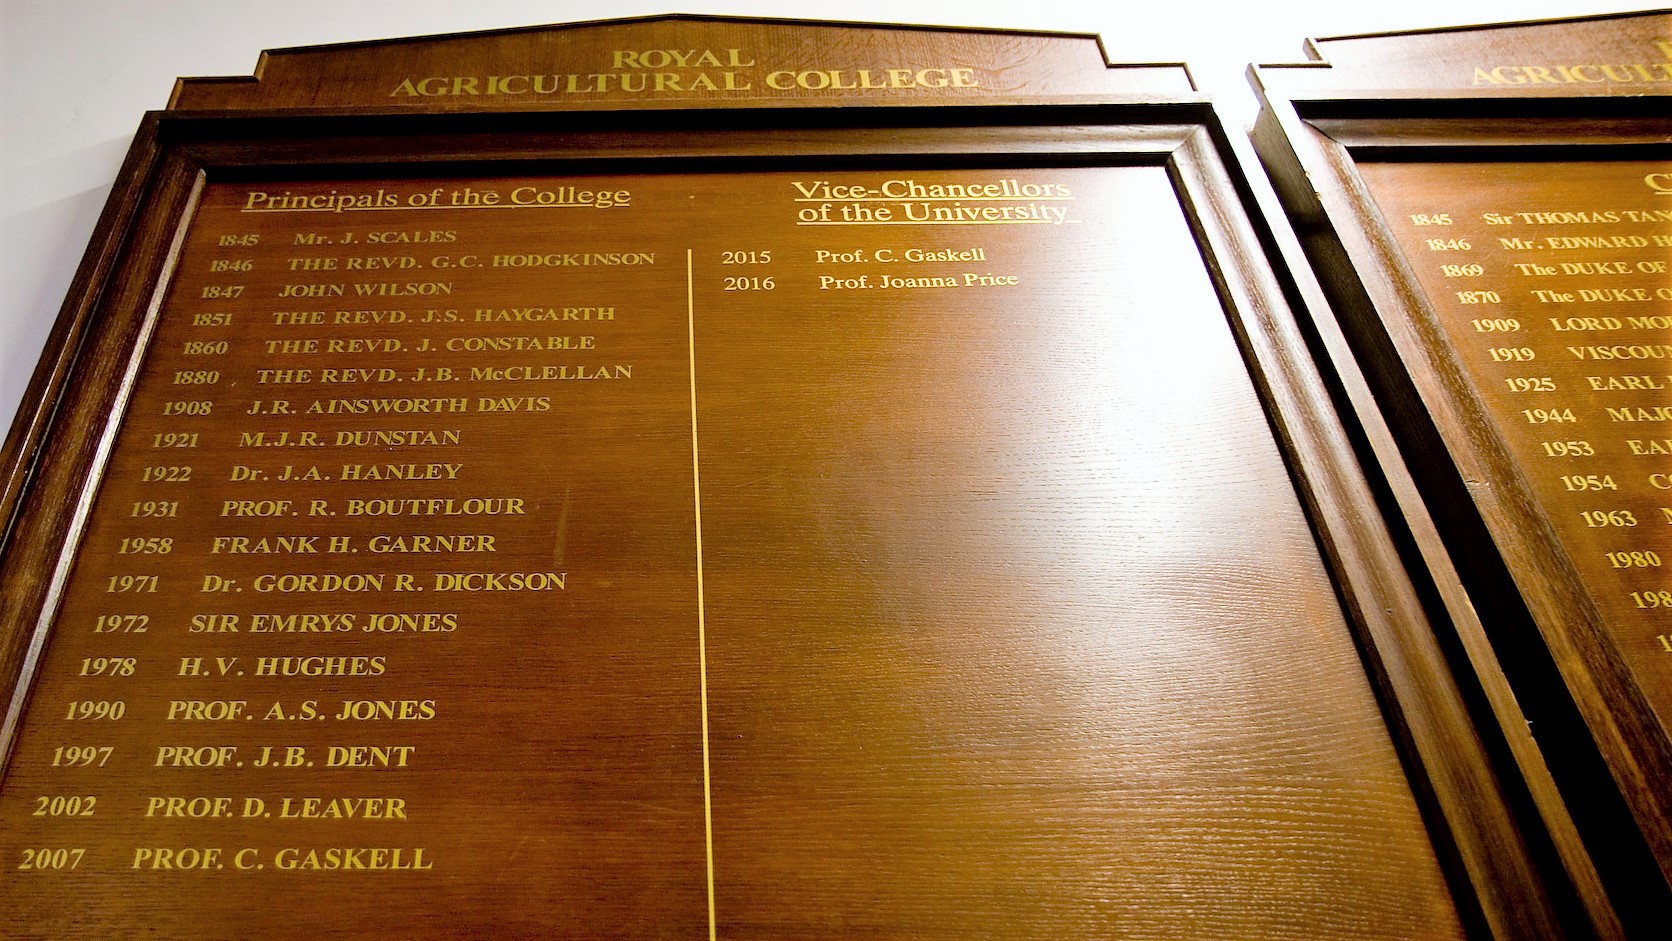 ROYAL
AGRICULTURAL COLLEGE
Principals of the College
1845 Mr. J. SCALES
1846 THE REVD. G.C. HODGKINSON
1847 JOHN WILSON
1851 THE REVD. J.S. HAYGARTH
1860 THE REVD. J. CONSTABLE
1880 THE REVD. J.B. McCLELLAN
1908 J.R. AINSWORTH DAVIS
1921 M.J.R. DUNSTAN
1922 Dr. J.A. HANLEY
1931 PROF. R. BOUTFLOUR
1958 FRANK H. GARNER
1971 Dr. GORDON R. DICKSON
1972 SIR EMRYS JONES
1978 H.V. HUGHES
1990 PROF. A.S. JONES
1997 PROF. J.B. DENT
2002 PROF. D. LEAVER
2007 PROF. C. GASKELL
Vice-Chancellors
of the University
2015 Prof. C. Gaskell
2016 Prof. Joanna Price
1845 Sir THOMAS
1846 Mr. EDWARD
1869 The DUKE OF
1870 The DUKE
1909 LORD
1919
1925 EARL
1944
1953
1954
1963
1980